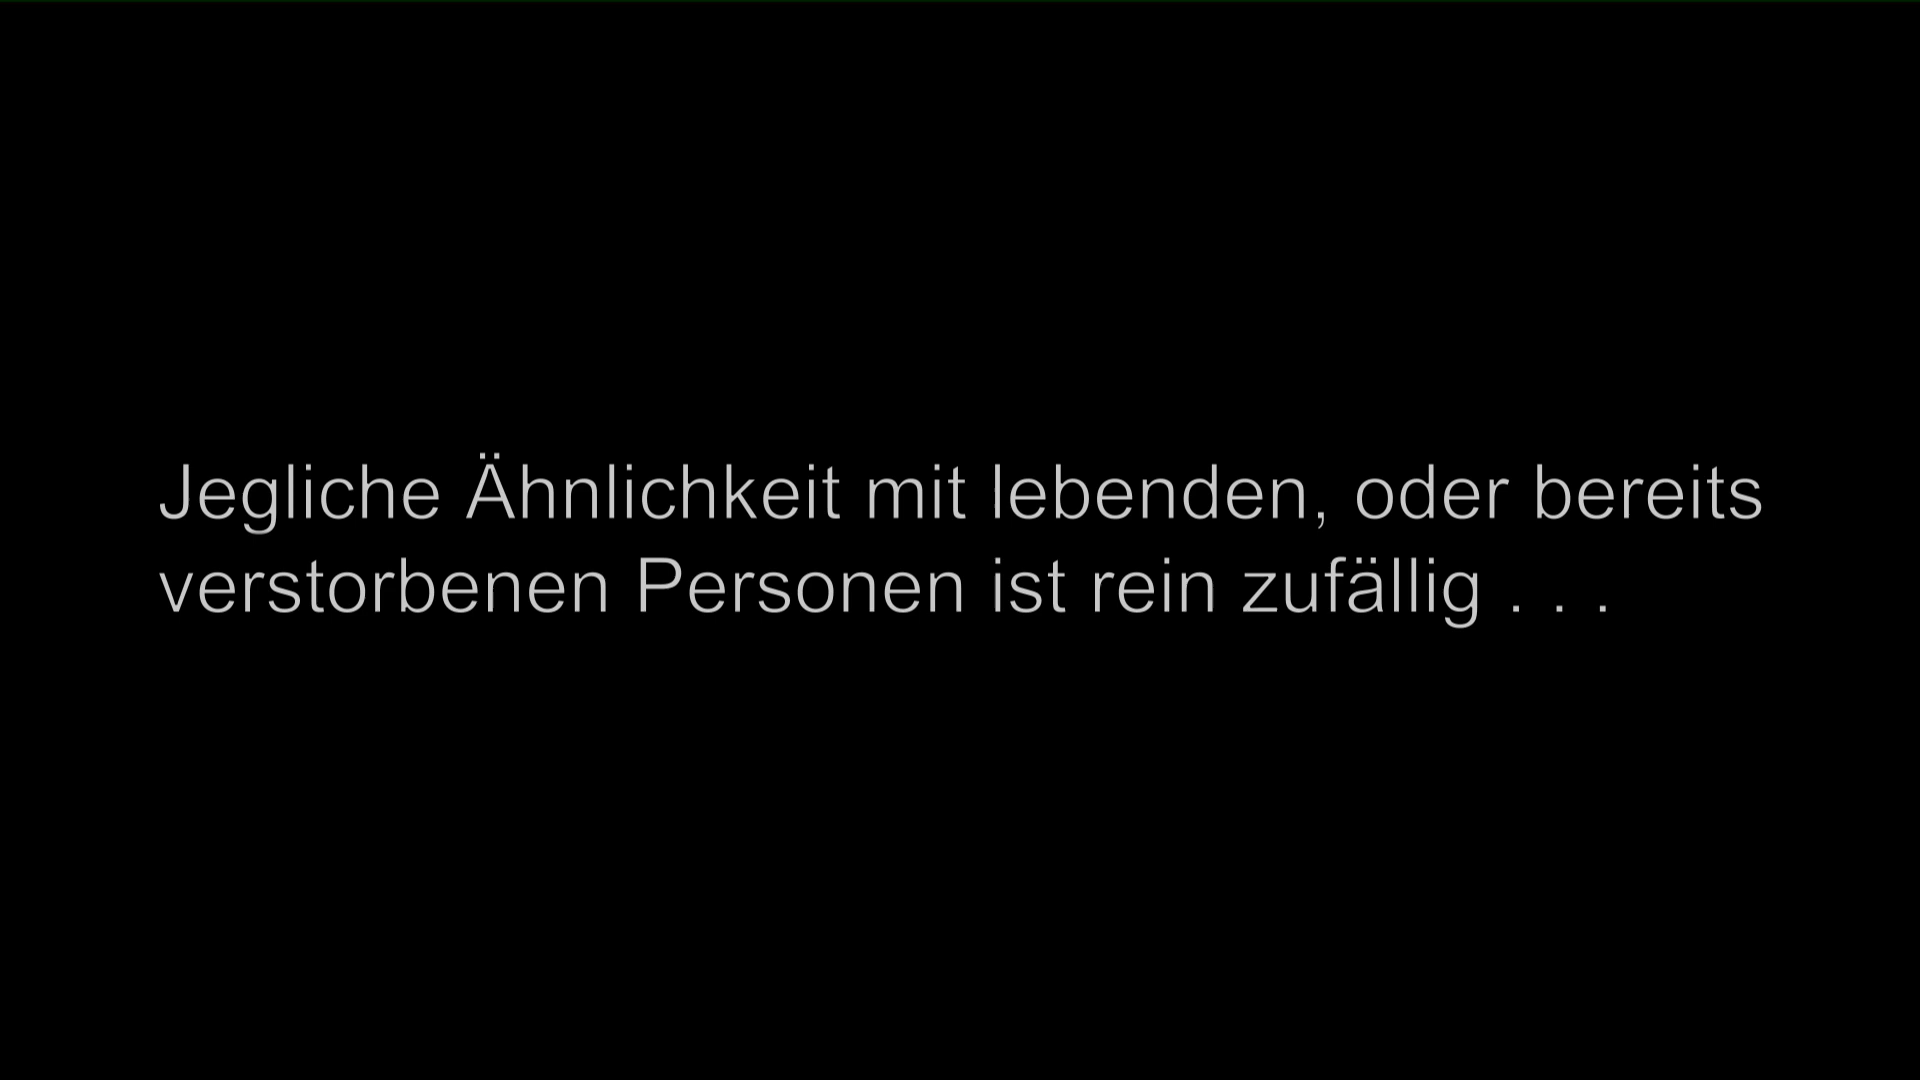 Jegliche Ähnlichkeit mit lebenden, oder bereits
verstorbenen Personen ist rein zufällig . . .